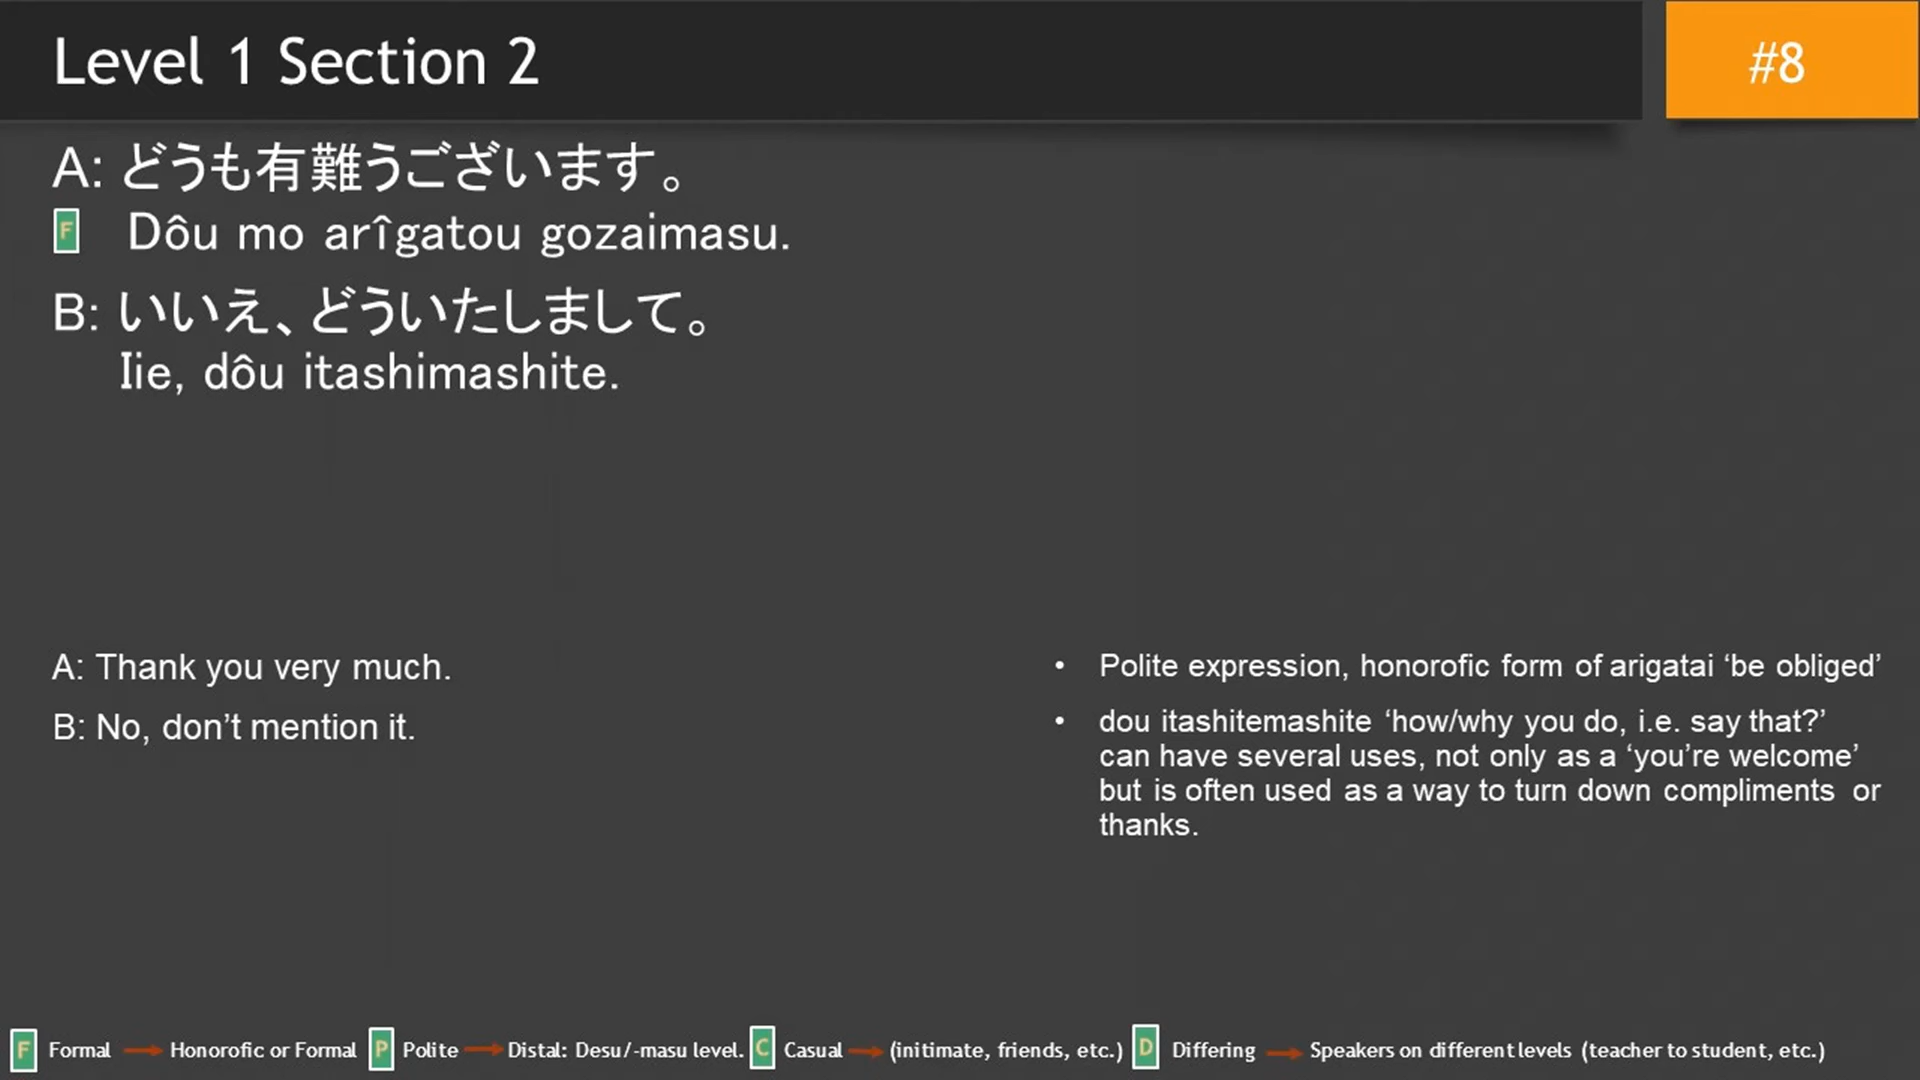 Level 1 Section 2
#8
A: どうも有難うございます。
F Dôu mo arîgatou gozaimasu.
B: いいえ、どういたしまして。
Iie, dôu itashimashite.
A: Thank you very much.
B: No, don’t mention it.
• Polite expression, honorofic form of arigatai ‘be obliged’
• dou itashitemashite ‘how/why you do, i.e. say that?’
can have several uses, not only as a ‘you’re welcome’
but is often used as a way to turn down compliments or
thanks.
F Formal → Honorofic or Formal P Polite → Distal: Desu/-masu level. C Casual → (initimate, friends, etc.) D Differing → Speakers on different levels (teacher to student, etc.)